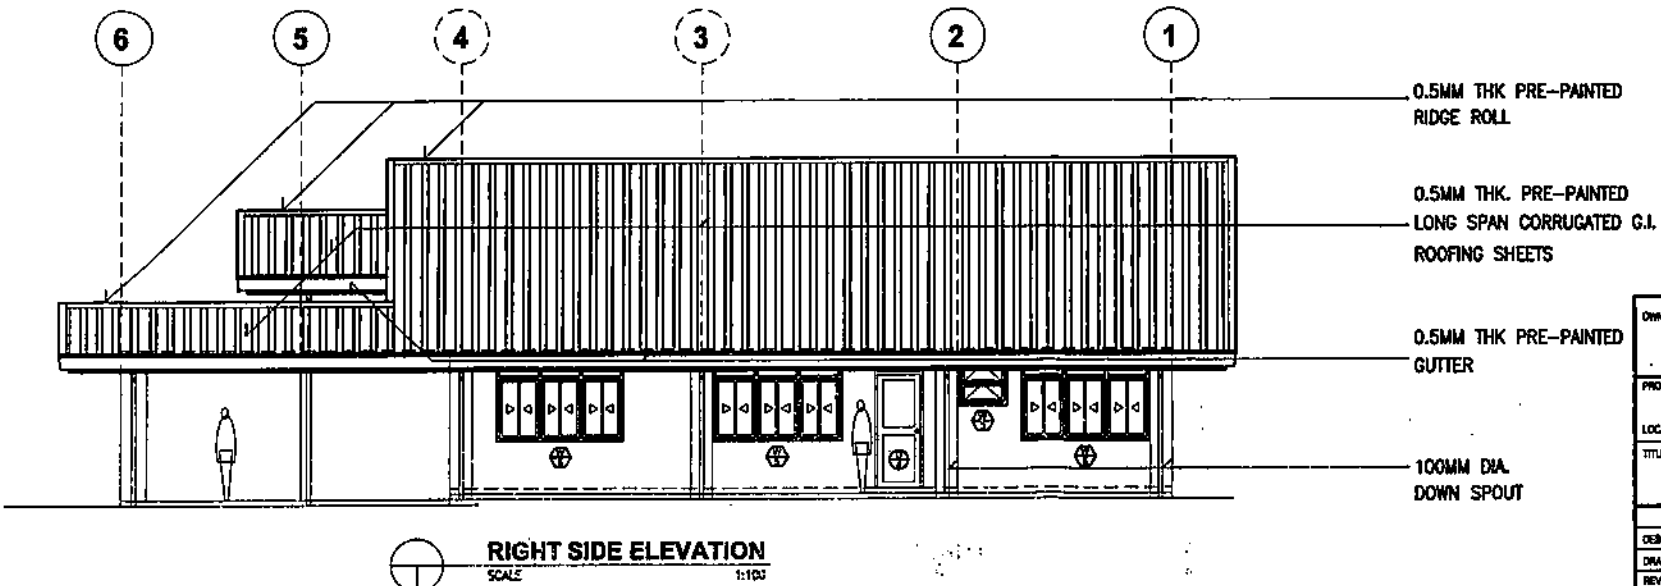 6 5 4 3 2 1
0.5MM THK PRE-PAINTED
RIDGE ROLL
0.5MM THK. PRE-PAINTED
LONG SPAN CORRUGATED G.I.
ROOFING SHEETS
0.5MM THK PRE-PAINTED
GUTTER
100MM DIA.
DOWN SPOUT
RIGHT SIDE ELEVATION
SCALE 1:100